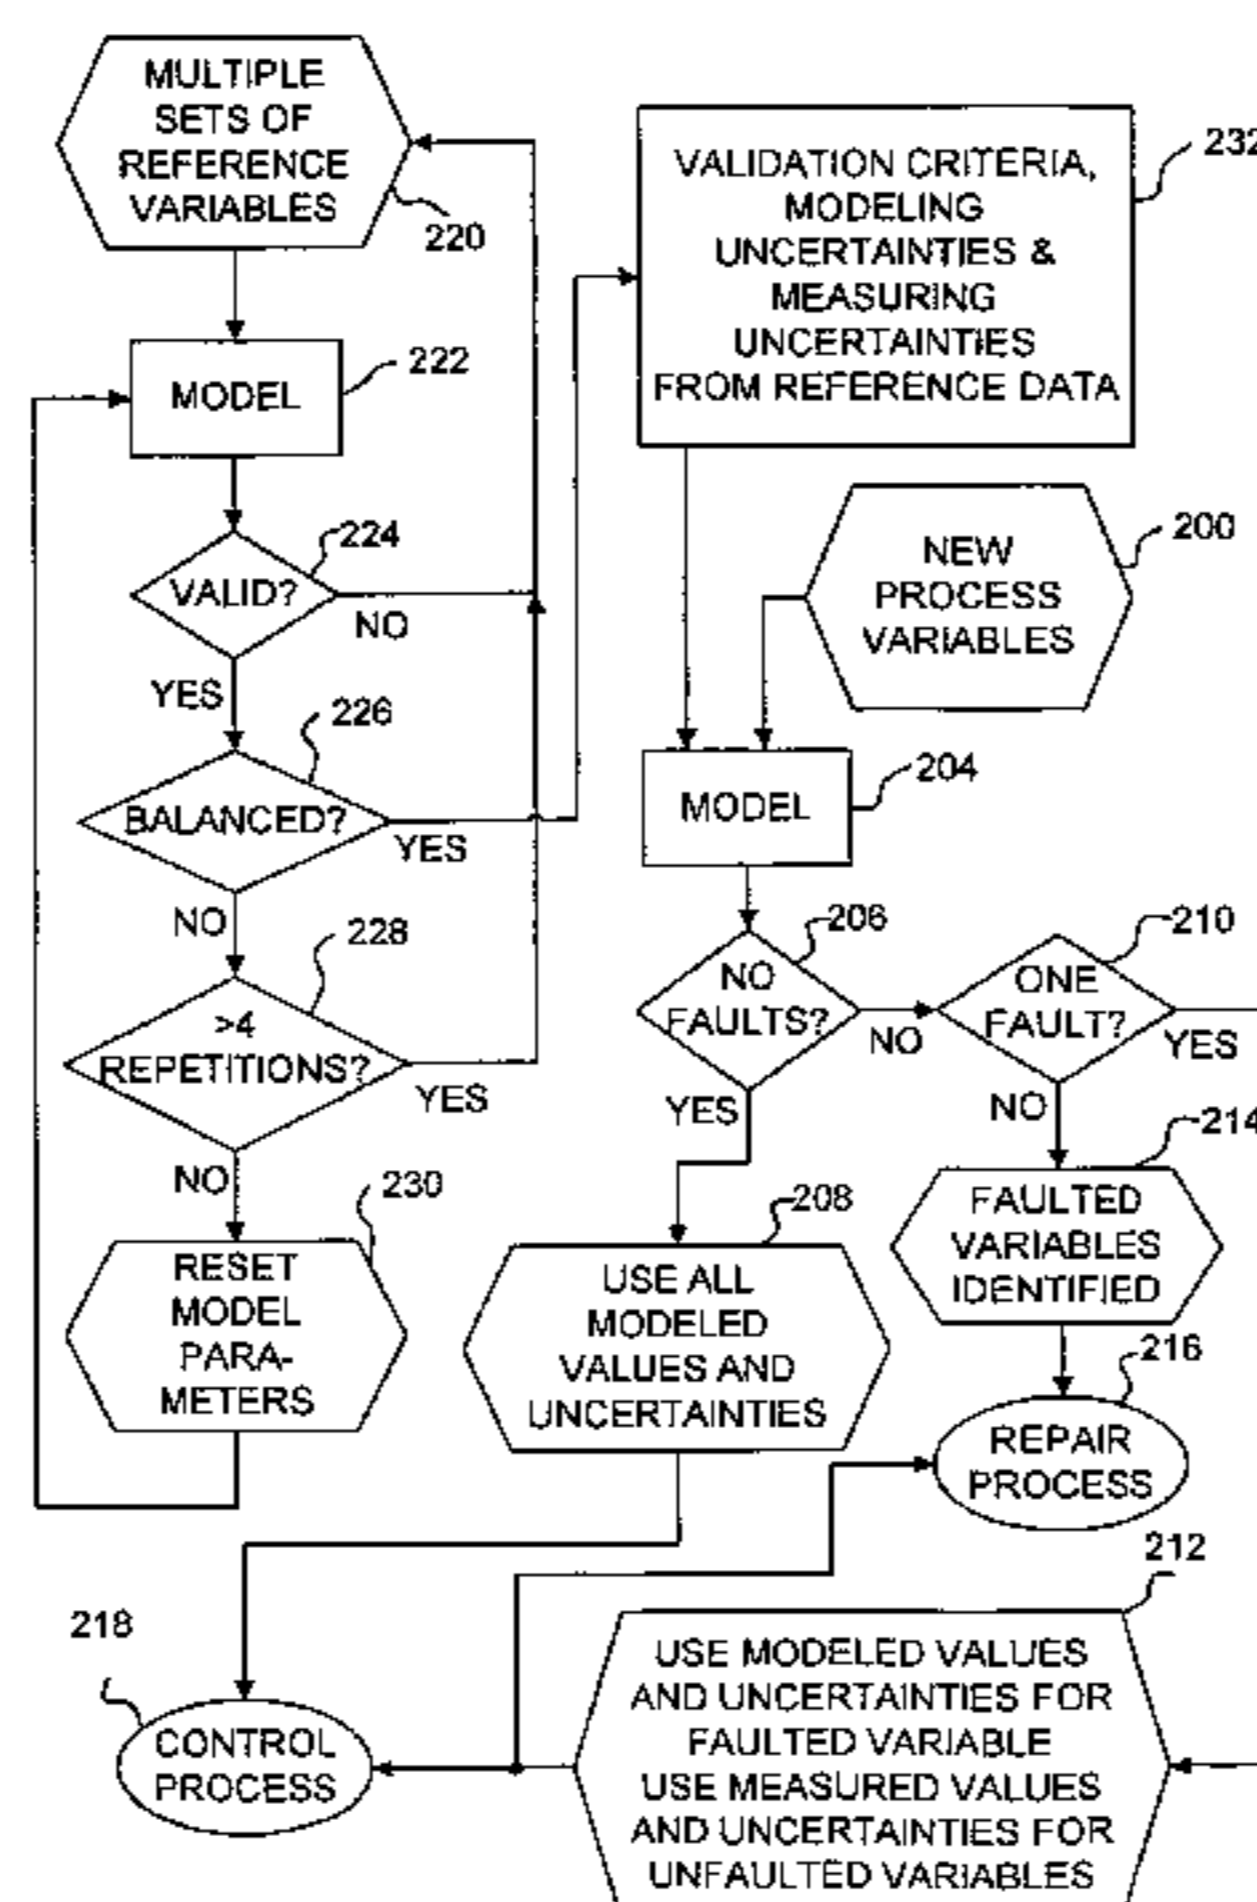 MULTIPLE
SETS OF
REFERENCE
VARIABLES
220
MODEL
222
VALID?
224
NO
YES
BALANCED?
226
YES
NO
>4
REPETITIONS?
228
YES
NO
RESET
MODEL
PARA-
METERS
230
VALIDATION CRITERIA,
MODELING
UNCERTAINTIES &
MEASURING
UNCERTAINTIES
FROM REFERENCE DATA
232
NEW
PROCESS
VARIABLES
200
MODEL
204
NO
FAULTS?
206
NO
YES
ONE
FAULT?
210
YES
NO
USE ALL
MODELED
VALUES AND
UNCERTAINTIES
208
FAULTED
VARIABLES
IDENTIFIED
214
REPAIR
PROCESS
216
CONTROL
PROCESS
218
USE MODELED VALUES
AND UNCERTAINTIES FOR
FAULTED VARIABLE
USE MEASURED VALUES
AND UNCERTAINTIES FOR
UNFAULTED VARIABLES
212